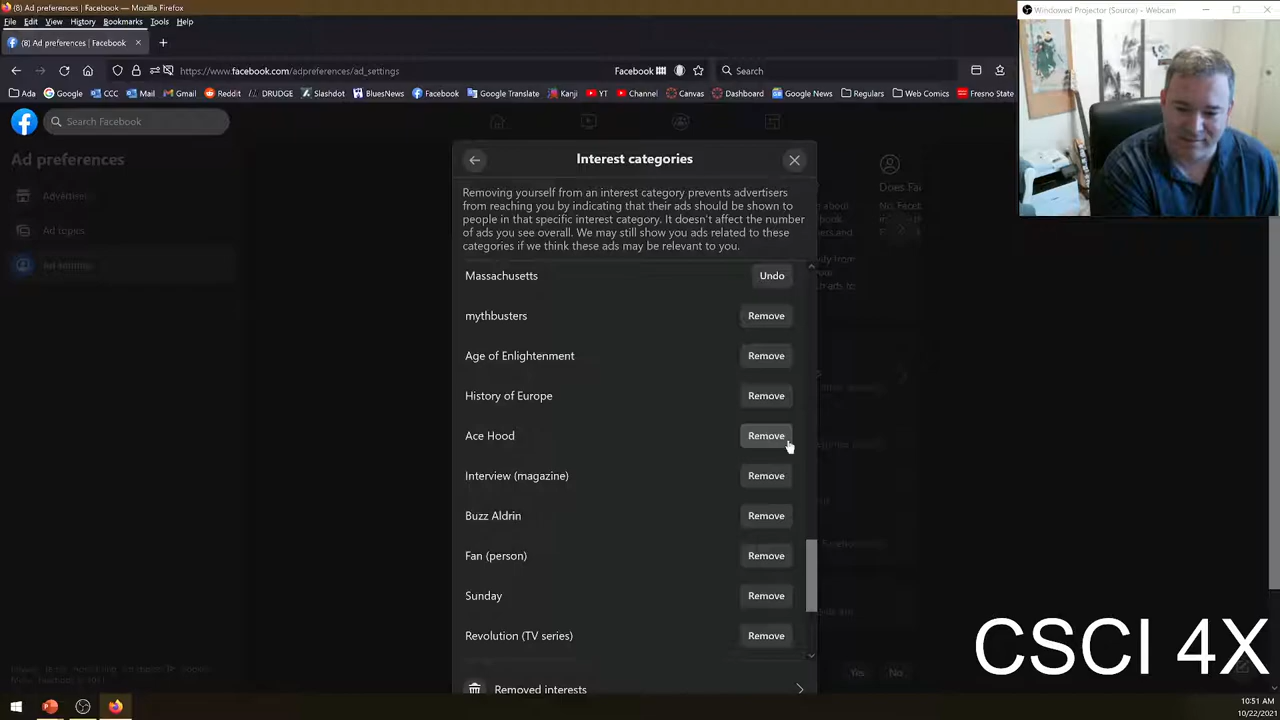 (8) Ad preferences | Facebook — Mozilla Firefox
Windowed Projector (Source) - Webcam
File Edit View History Bookmarks Tools Help
(8) Ad preferences | Facebook
https://www.facebook.com/adpreferences/ad_settings
Facebook
Search
Ada Google CCC Mail Gmail Reddit DRUDGE Slashdot BluesNews Facebook Google Translate Kanji YT Channel Canvas Dashboard Google News Regulars Web Comics Fresno State
Search Facebook
Ad preferences
Interest categories
Removing yourself from an interest category prevents advertisers
from reaching you by indicating that their ads should be shown to
people in that specific interest category. It doesn't affect the number
of ads you see overall. We may still show you ads related to these
categories if we think these ads may be relevant to you.
Ad topics
Massachusetts Undo
mythbusters Remove
Age of Enlightenment Remove
History of Europe Remove
Ace Hood Remove
Interview (magazine) Remove
Buzz Aldrin Remove
Fan (person) Remove
Sunday Remove
Revolution (TV series) Remove
Removed interests
Yes No
CSCI 4X
10:51 AM
10/22/2021